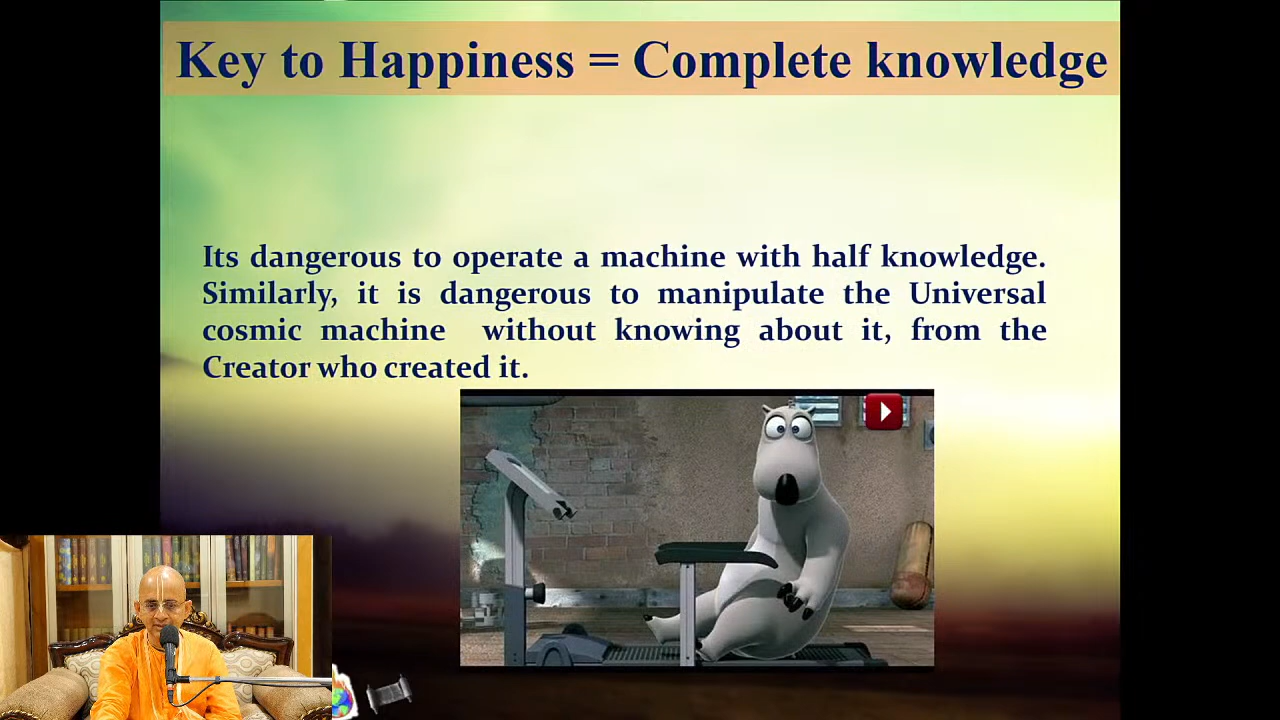 Key to Happiness = Complete knowledge
Its dangerous to operate a machine with half knowledge.
Similarly, it is dangerous to manipulate the Universal
cosmic machine without knowing about it, from the
Creator who created it.